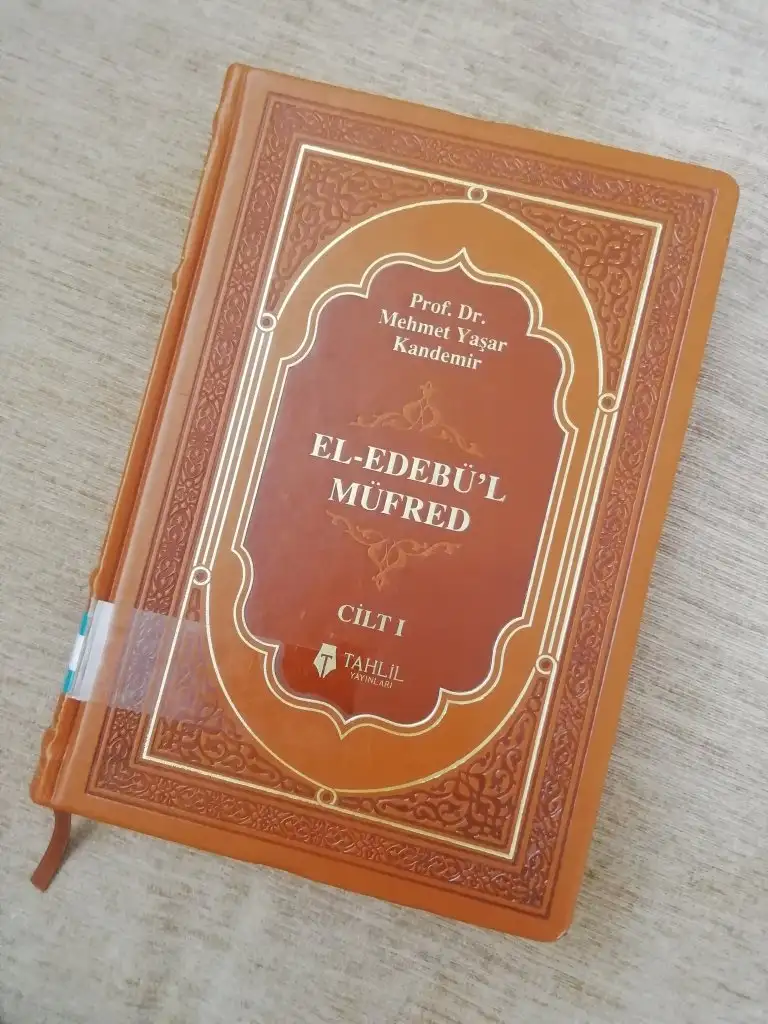 Prof. Dr.
Mehmet Yaşar
Kandemir
EL-EDEBÜ'L
MÜFRED
CİLT I
TAHLİL
YAYINLARI